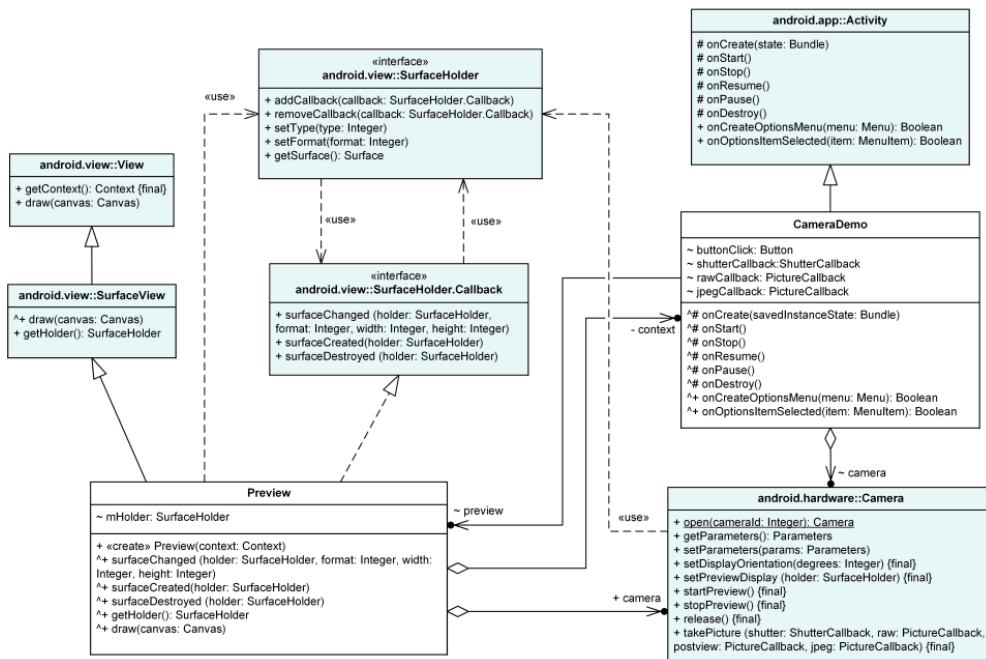 android.app::Activity
# onCreate(state: Bundle)
# onStart()
# onStop()
# onResume()
# onPause()
# onDestroy()
+ onCreateOptionsMenu(menu: Menu): Boolean
+ onOptionsItemSelected(item: MenuItem): Boolean
«interface»
android.view::SurfaceHolder
+ addCallback(callback: SurfaceHolder.Callback)
+ removeCallback(callback: SurfaceHolder.Callback)
+ setType(type: Integer)
+ setFormat(format: Integer)
+ getSurface(): Surface
«use»
android.view::View
+ getContext(): Context {final}
+ draw(canvas: Canvas)
«use»
«use»
CameraDemo
~ buttonClick: Button
~ shutterCallback:ShutterCallback
~ rawCallback: PictureCallback
~ jpegCallback: PictureCallback
^# onCreate(savedInstanceState: Bundle)
^# onStart()
^# onStop()
^# onResume()
^# onPause()
^# onDestroy()
^+ onCreateOptionsMenu(menu: Menu): Boolean
^+ onOptionsItemSelected(item: MenuItem): Boolean
«interface»
android.view::SurfaceHolder.Callback
+ surfaceChanged (holder: SurfaceHolder,
format: Integer, width: Integer, height: Integer)
+ surfaceCreated(holder: SurfaceHolder)
+ surfaceDestroyed (holder: SurfaceHolder)
android.view::SurfaceView
^+ draw(canvas: Canvas)
+ getHolder(): SurfaceHolder
- context
~ camera
Preview
~ mHolder: SurfaceHolder
+ «create» Preview(context: Context)
^+ surfaceChanged (holder: SurfaceHolder, format: Integer, width:
Integer, height: Integer)
^+ surfaceCreated(holder: SurfaceHolder)
^+ surfaceDestroyed (holder: SurfaceHolder)
^+ getHolder(): SurfaceHolder
^+ draw(canvas: Canvas)
~ preview
«use»
+ camera
android.hardware::Camera
+ open(cameraId: Integer): Camera
+ getParameters(): Parameters
+ setParameters(params: Parameters)
+ setDisplayOrientation(degrees: Integer) {final}
+ setPreviewDisplay (holder: SurfaceHolder) {final}
+ startPreview() {final}
+ stopPreview() {final}
+ release() {final}
+ takePicture (shutter: ShutterCallback, raw: PictureCallback,
postview: PictureCallback, jpeg: PictureCallback) {final}